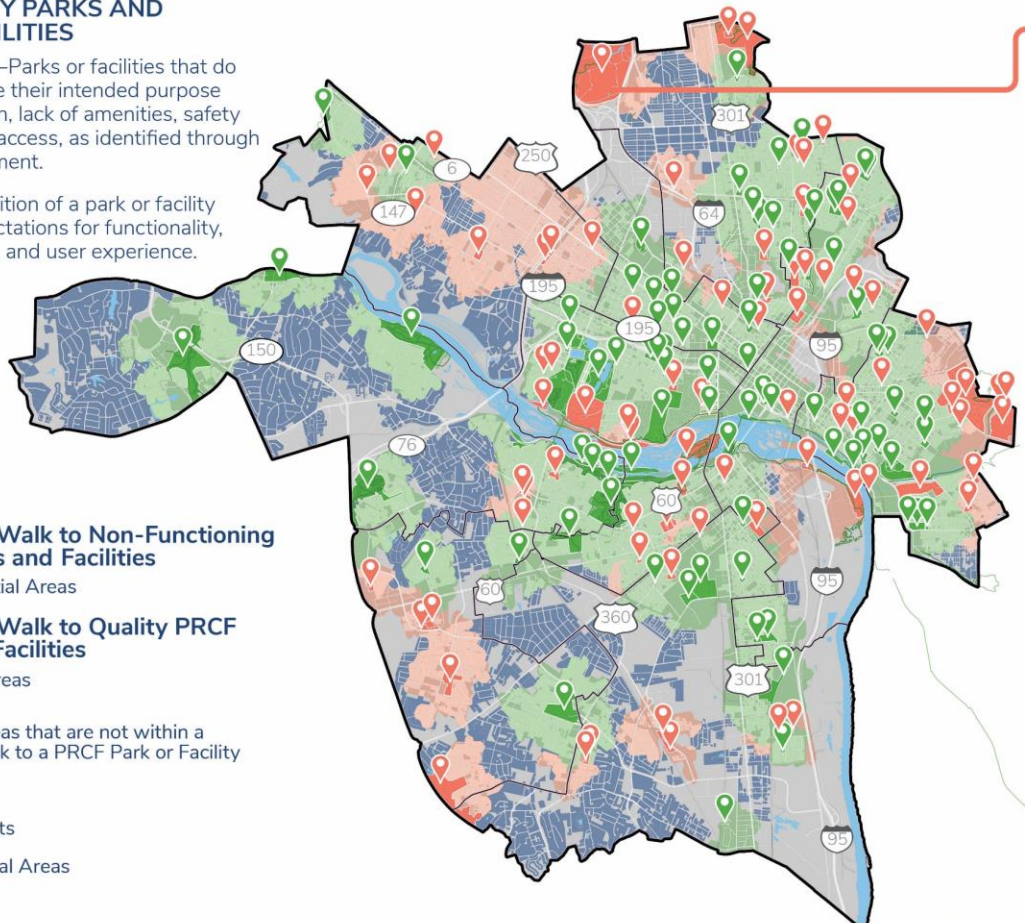 Y PARKS AND
ILITIES
–Parks or facilities that do
e their intended purpose
n, lack of amenities, safety
access, as identified through
ment.
ition of a park or facility
ctations for functionality,
and user experience.
Walk to Non-Functioning
s and Facilities
ial Areas
Walk to Quality PRCF
Facilities
reas
eas that are not within a
k to a PRCF Park or Facility
ts
al Areas
301
250
6
147
64
195
195
95
150
76
60
60
95
360
301
95